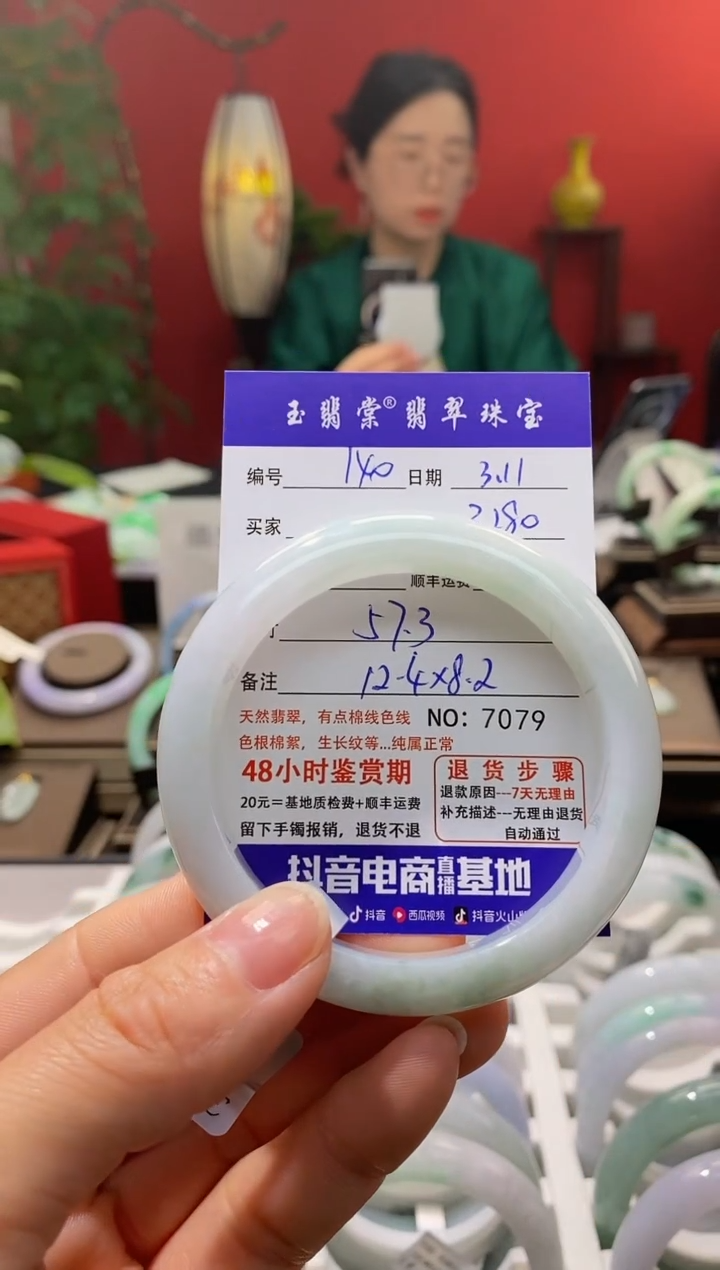 玉翡棠®翡翠珠宝
编号 140 日期 3.11
买家 2180
顺丰运费
57.3
备注 12.4×8.2
天然翡翠，有点棉线色线 NO：7079
色根棉絮，生长纹等...纯属正常
48小时鉴赏期
20元＝基地质检费+顺丰运费
留下手镯报销，退货不退
退货步骤
退款原因---7天无理由
补充描述---无理由退货
自动通过
抖音电商直播基地
抖音 西瓜视频 抖音火山